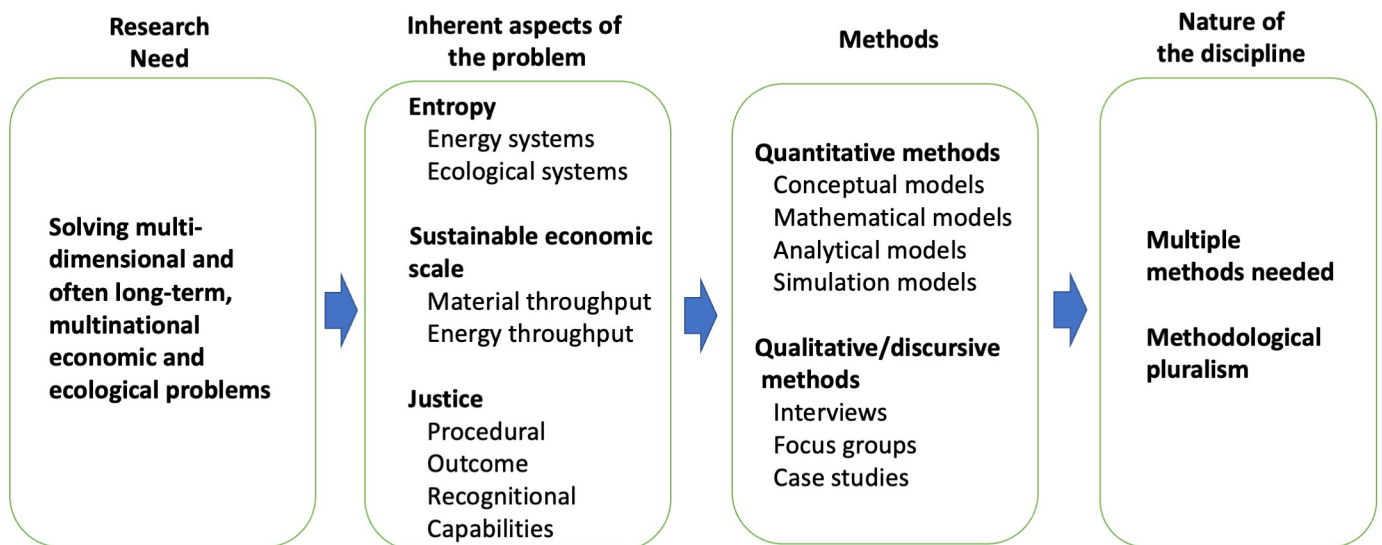 Research
Need
Solving multi-
dimensional and
often long-term,
multinational
economic and
ecological problems
Inherent aspects of
the problem
Entropy
Energy systems
Ecological systems
Sustainable economic
scale
Material throughput
Energy throughput
Justice
Procedural
Outcome
Recognitional
Capabilities
Methods
Quantitative methods
Conceptual models
Mathematical models
Analytical models
Simulation models
Qualitative/discursive
methods
Interviews
Focus groups
Case studies
Nature of
the discipline
Multiple
methods needed
Methodological
pluralism